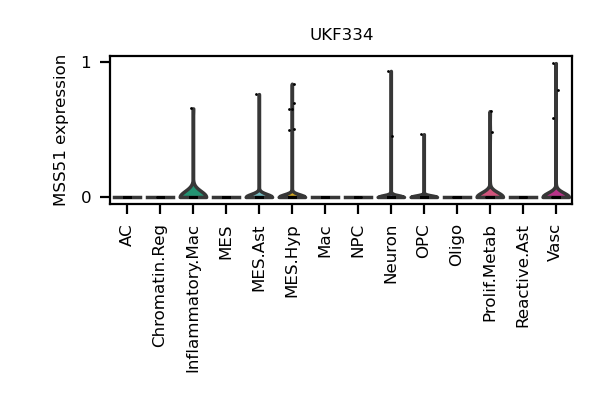 UKF334
MSS51 expression
1
0
AC
Chromatin.Reg
Inflammatory.Mac
MES
MES.Ast
MES.Hyp
Mac
NPC
Neuron
OPC
Oligo
Prolif.Metab
Reactive.Ast
Vasc